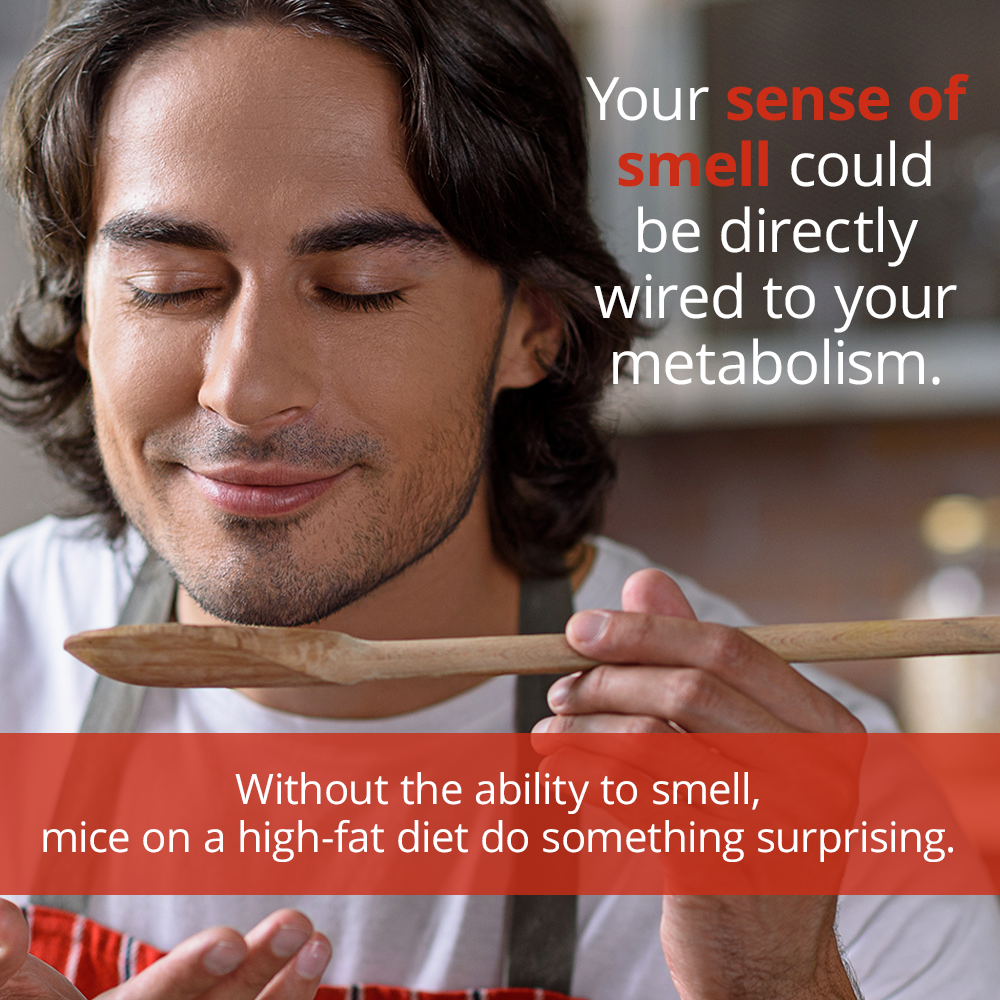 Your sense of
smell could
be directly
wired to your
metabolism.
Without the ability to smell,
mice on a high-fat diet do something surprising.